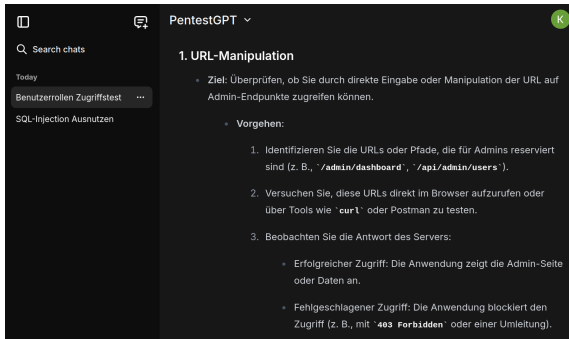 PentestGPT
K
Search chats
Today
Benutzerrollen Zugriffstest ···
SQL-Injection Ausnutzen
1. URL-Manipulation
Ziel: Überprüfen, ob Sie durch direkte Eingabe oder Manipulation der URL auf
Admin-Endpunkte zugreifen können.
Vorgehen:
1. Identifizieren Sie die URLs oder Pfade, die für Admins reserviert
sind (z. B., `/admin/dashboard`, `/api/admin/users`).
2. Versuchen Sie, diese URLs direkt im Browser aufzurufen oder
über Tools wie `curl` oder Postman zu testen.
3. Beobachten Sie die Antwort des Servers:
Erfolgreicher Zugriff: Die Anwendung zeigt die Admin-Seite
oder Daten an.
Fehlgeschlagener Zugriff: Die Anwendung blockiert den
Zugriff (z. B., mit `403 Forbidden` oder einer Umleitung).